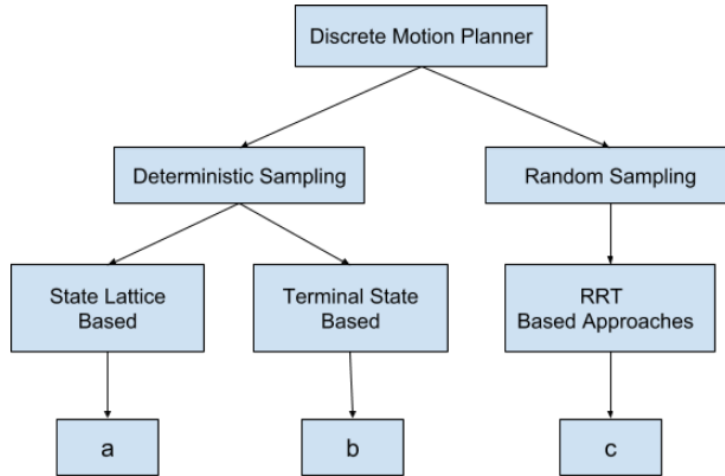 Discrete Motion Planner
Deterministic Sampling
Random Sampling
State Lattice
Based
Terminal State
Based
RRT
Based Approaches
a
b
c